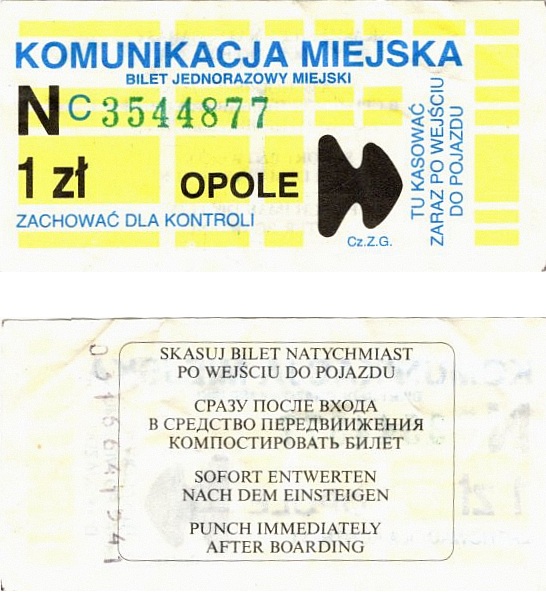 KOMUNIKACJA MIEJSKA
BILET JEDNORAZOWY MIEJSKI
N C3544877
1 zł OPOLE
ZACHOWAĆ DLA KONTROLI
Cz.Z.G.
TU KASOWAĆ
ZARAZ PO WEJŚCIU
DO POJAZDU
SKASUJ BILET NATYCHMIAST
PO WEJŚCIU DO POJAZDU
СРАЗУ ПОСЛЕ ВХОДА
В СРЕДСТВО ПЕРЕДВИИЖЕНИЯ
КОМПОСТИРОВАТЬ БИЛЕТ
SOFORT ENTWERTEN
NACH DEM EINSTEIGEN
PUNCH IMMEDIATELY
AFTER BOARDING